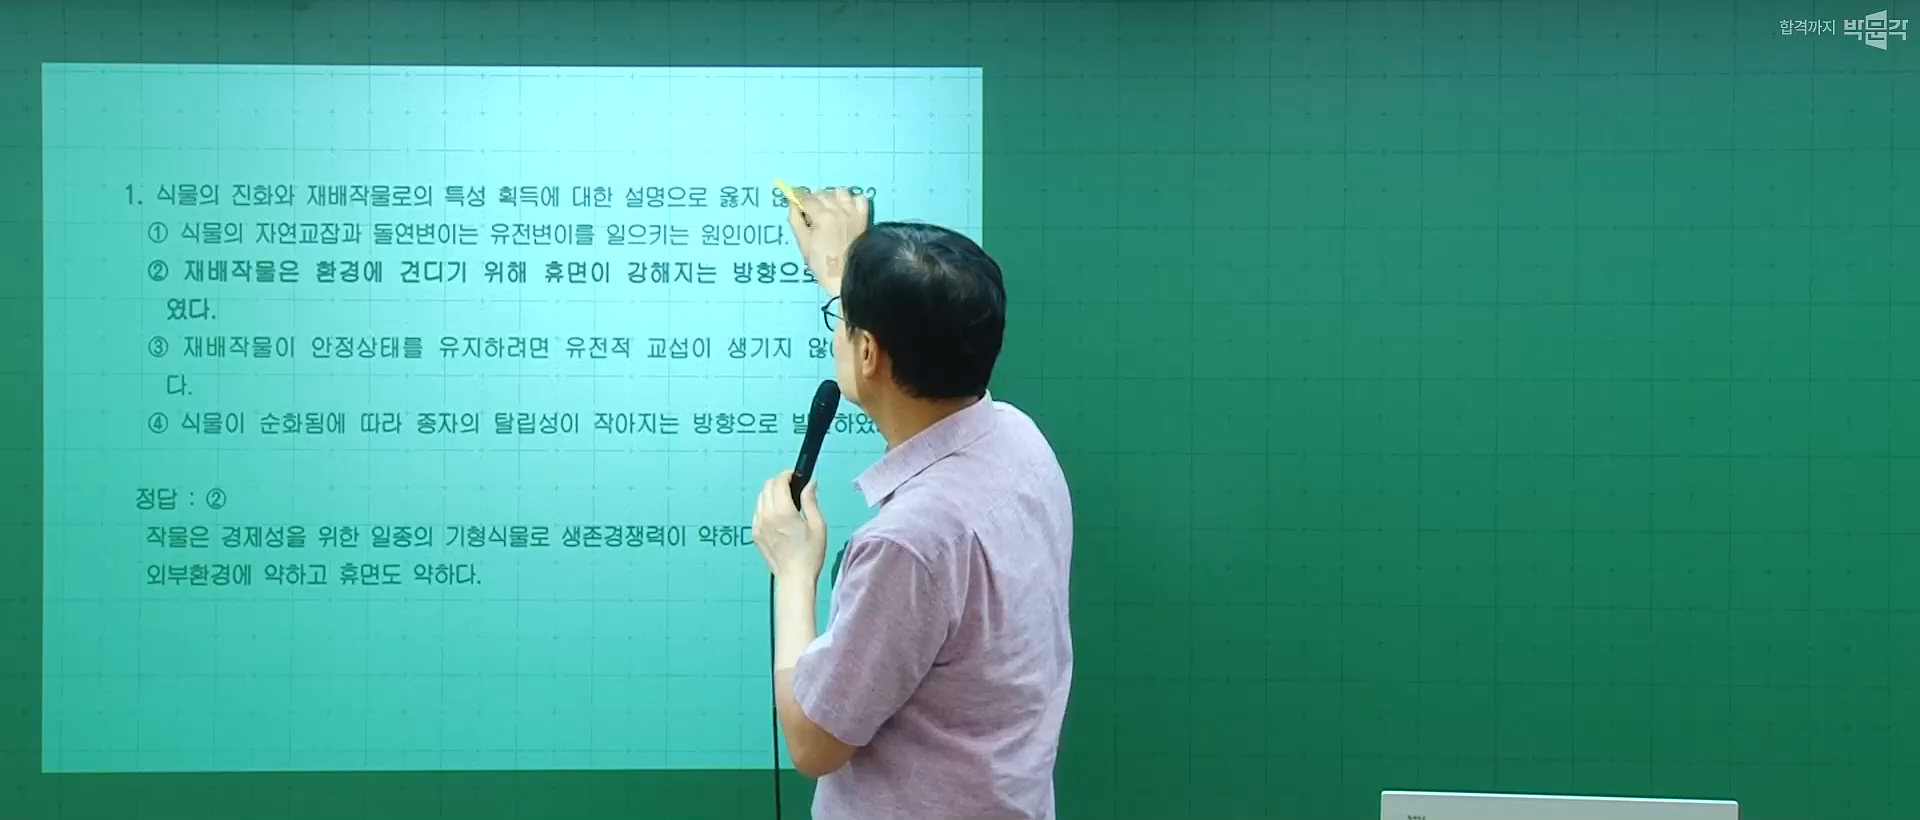 합격까지 박문각
1. 식물의 진화와 재배작물로의 특성 획득에 대한 설명으로 옳지
① 식물의 자연교잡과 돌연변이는 유전변이를 일으키는 원인이다.
② 재배작물은 환경에 견디기 위해 휴면이 강해지는 방향으로
였다.
③ 재배작물이 안정상태를 유지하려면 유전적 교섭이 생기지
다.
④ 식물이 순화됨에 따라 종자의 탈립성이 작아지는 방향으로
정답 : ②
작물은 경제성을 위한 일종의 기형식물로 생존경쟁력이
외부환경에 약하고 휴면도 약하다.